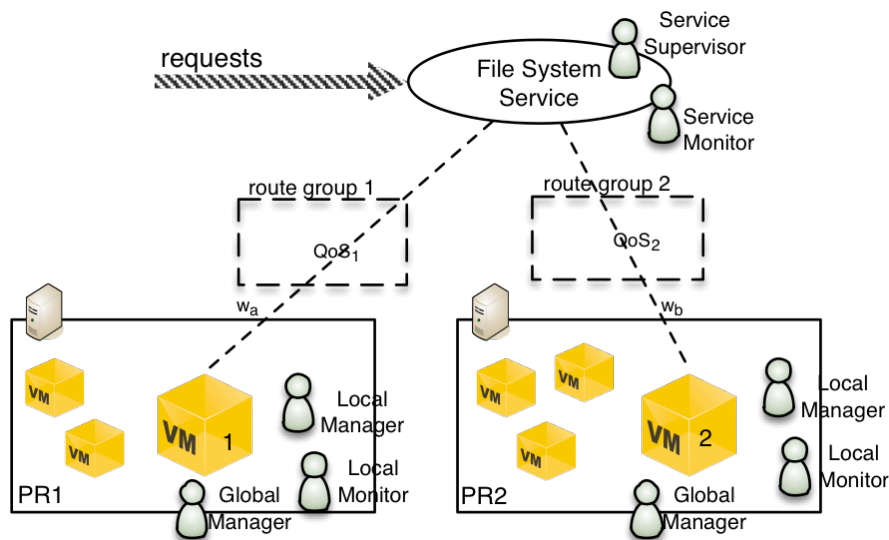 requests
Service
Supervisor
File System
Service
Service
Monitor
route group 1
route group 2
QoS1
QoS2
wa
wb
VM
VM
VM 1
Local
Manager
Local
Monitor
Global
Manager
PR1
VM
VM
VM
VM 2
Local
Manager
Local
Monitor
Global
Manager
PR2